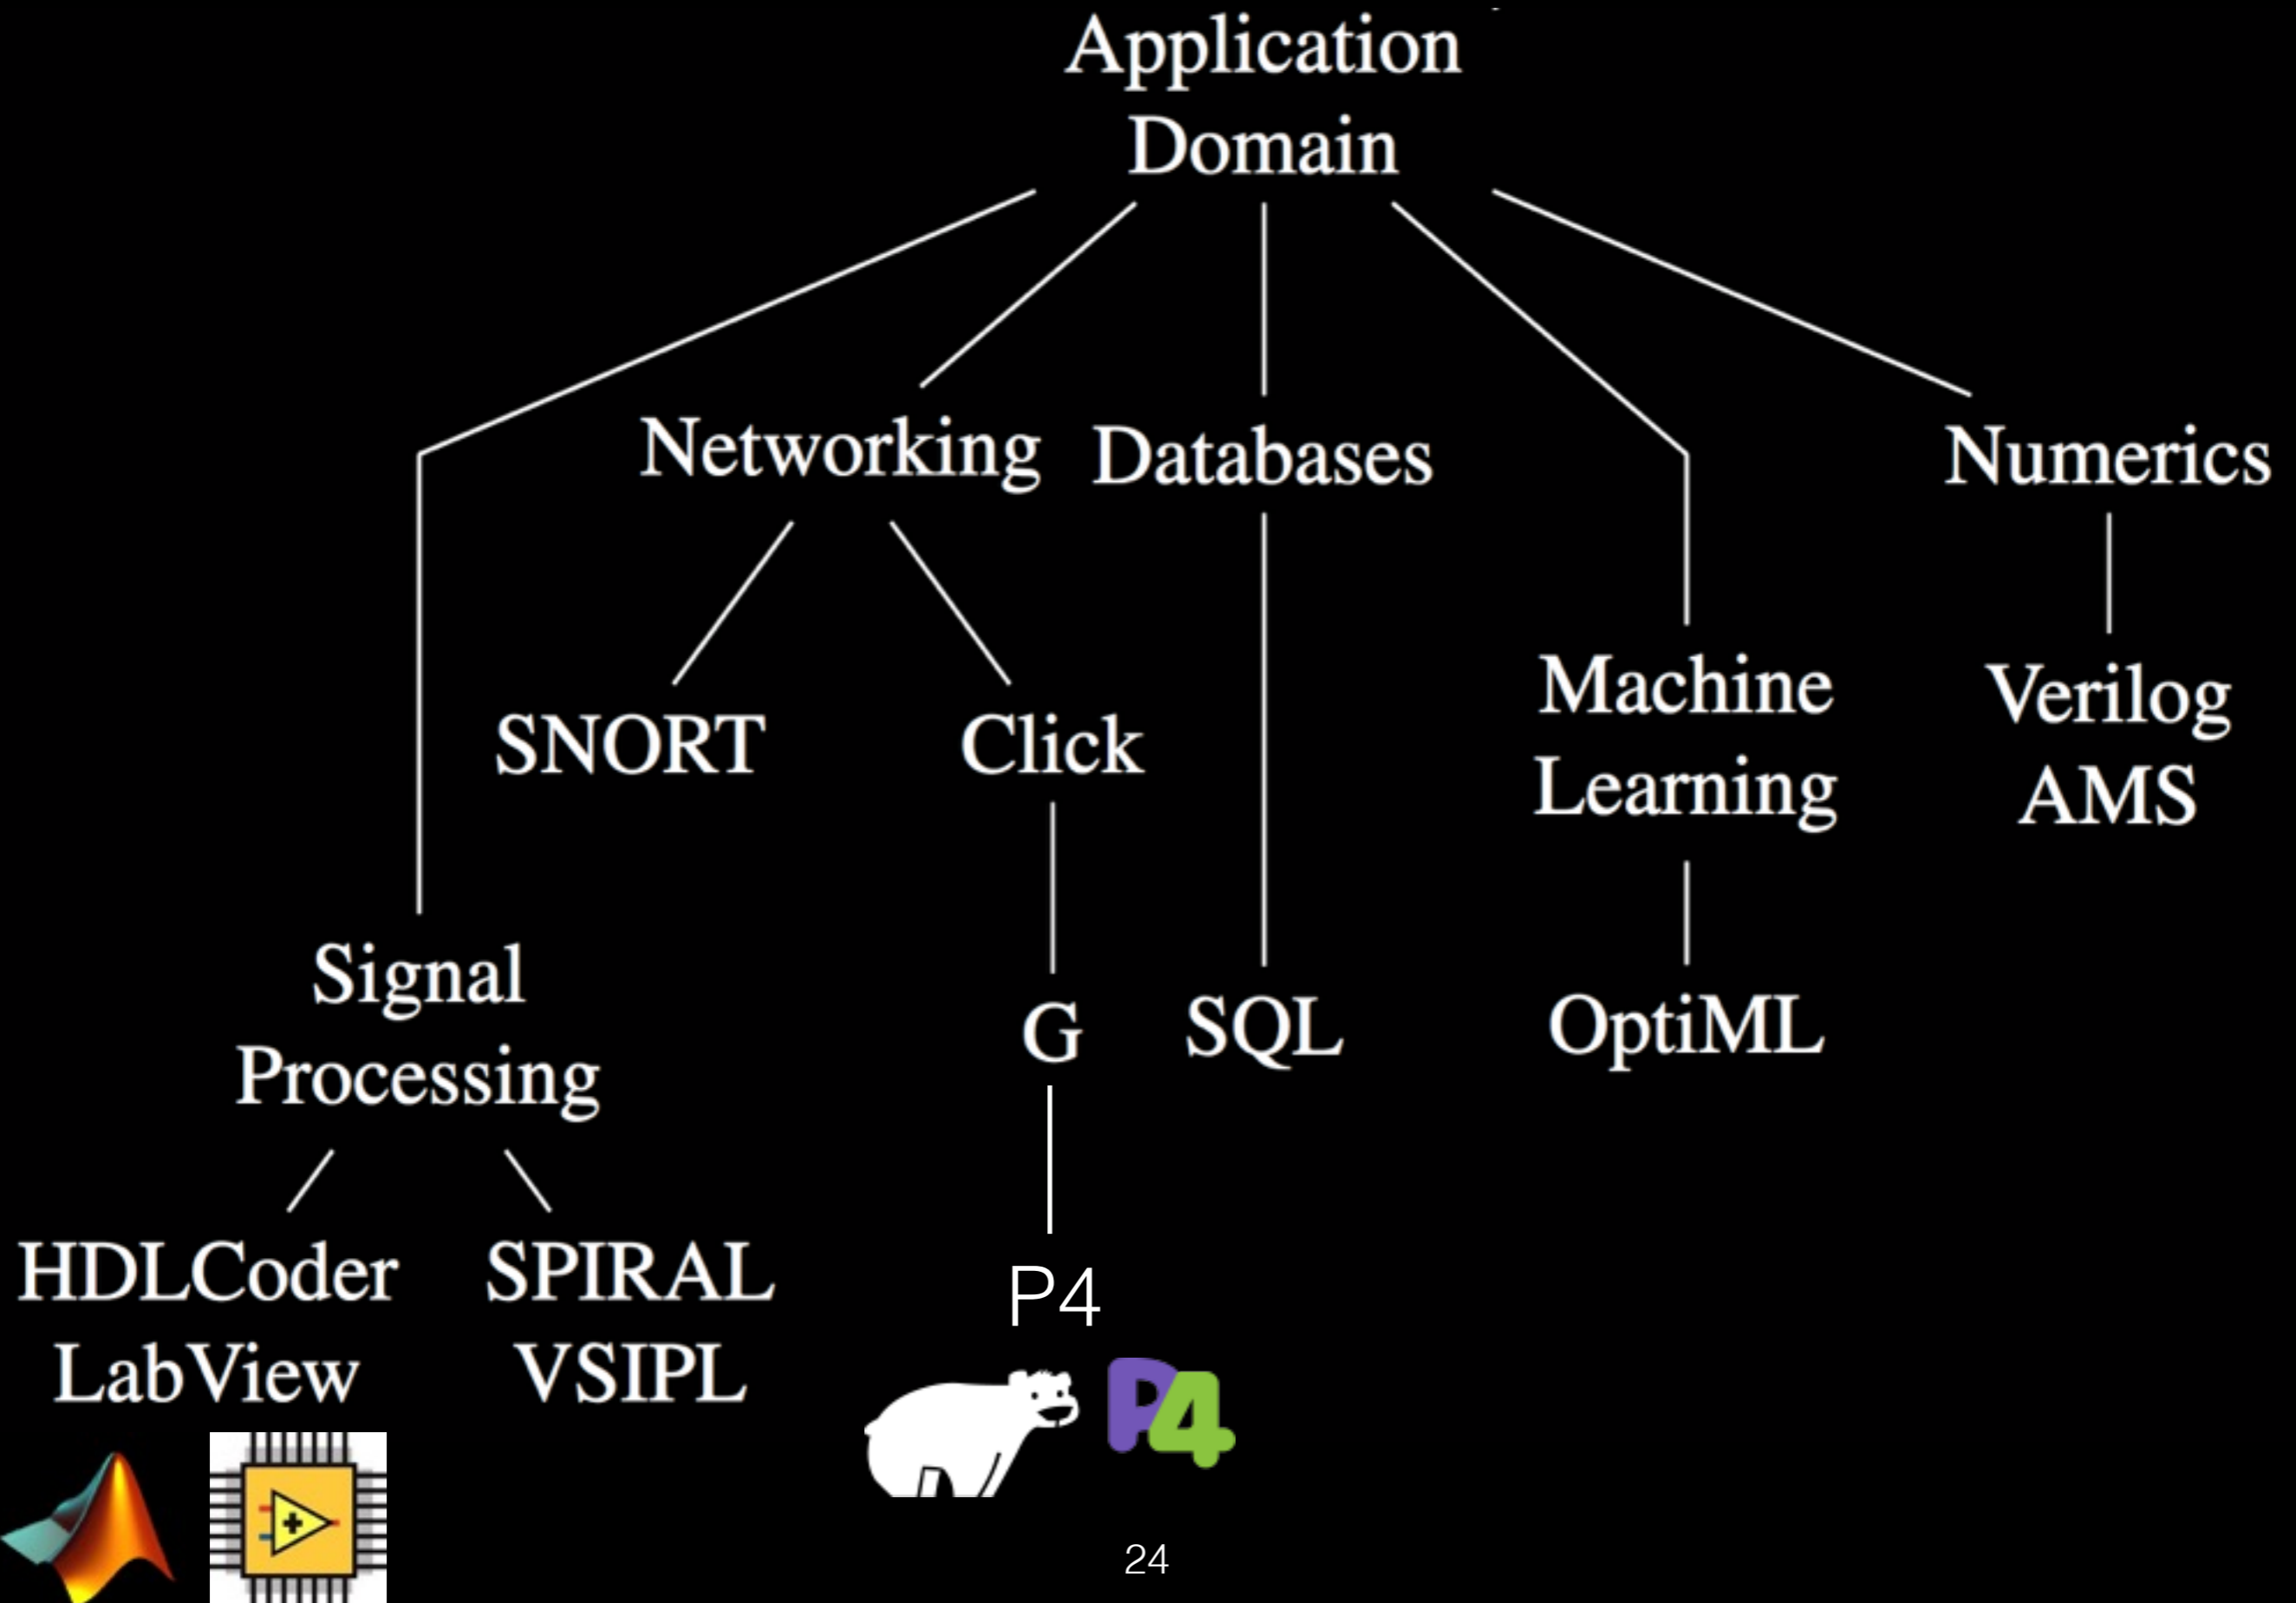 Application
Domain
Networking
Databases
Numerics
Machine
Learning
Verilog
AMS
SNORT
Click
Signal
Processing
G
SQL
OptiML
HDLCoder
LabView
SPIRAL
VSIPL
P4
P4
24